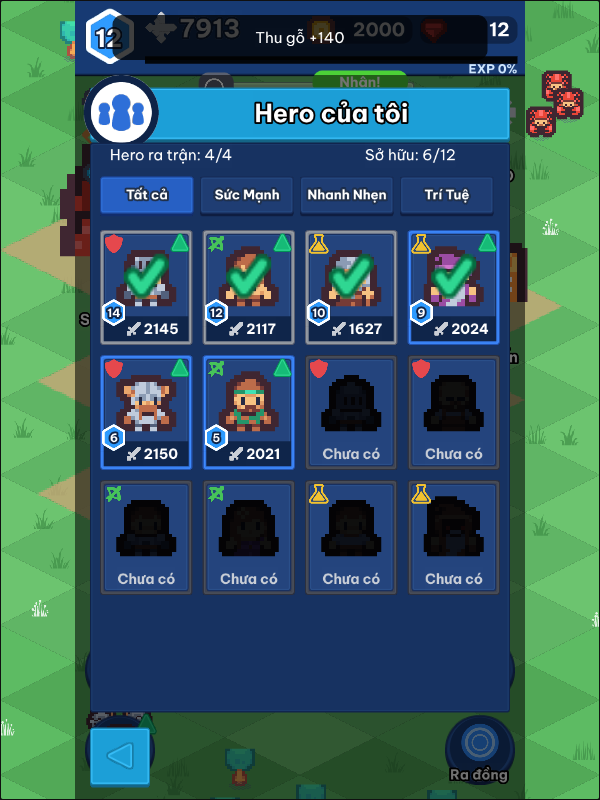 12
7913
Thu gỗ +140
2000
12
EXP 0%
Nhận!
Hero của tôi
Hero ra trận: 4/4
Sở hữu: 6/12
Tất cả
Sức Mạnh
Nhanh Nhẹn
Trí Tuệ
14
2145
12
2117
10
1627
9
2024
6
2150
5
2021
Chưa có
Chưa có
Chưa có
Chưa có
Chưa có
Chưa có
Ra đồng